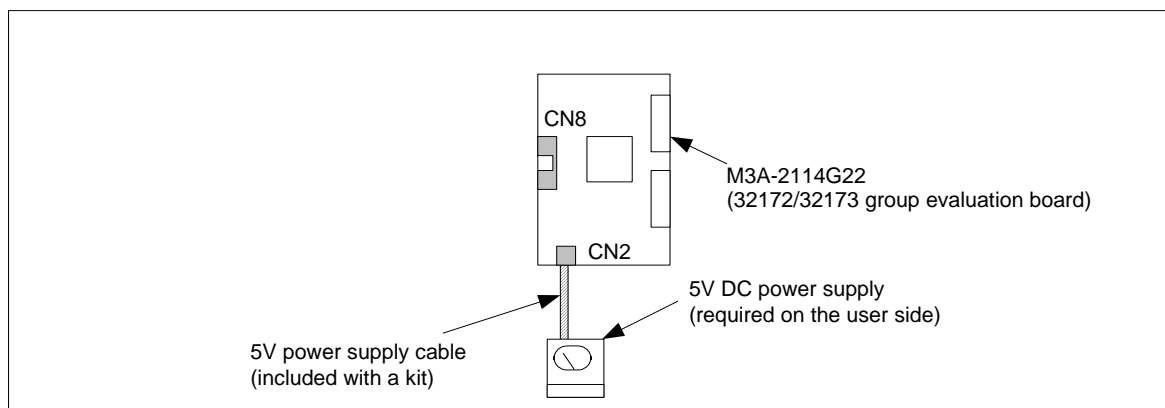 CN8
M3A-2114G22
(32172/32173 group evaluation board)
CN2
5V DC power supply
(required on the user side)
5V power supply cable
(included with a kit)